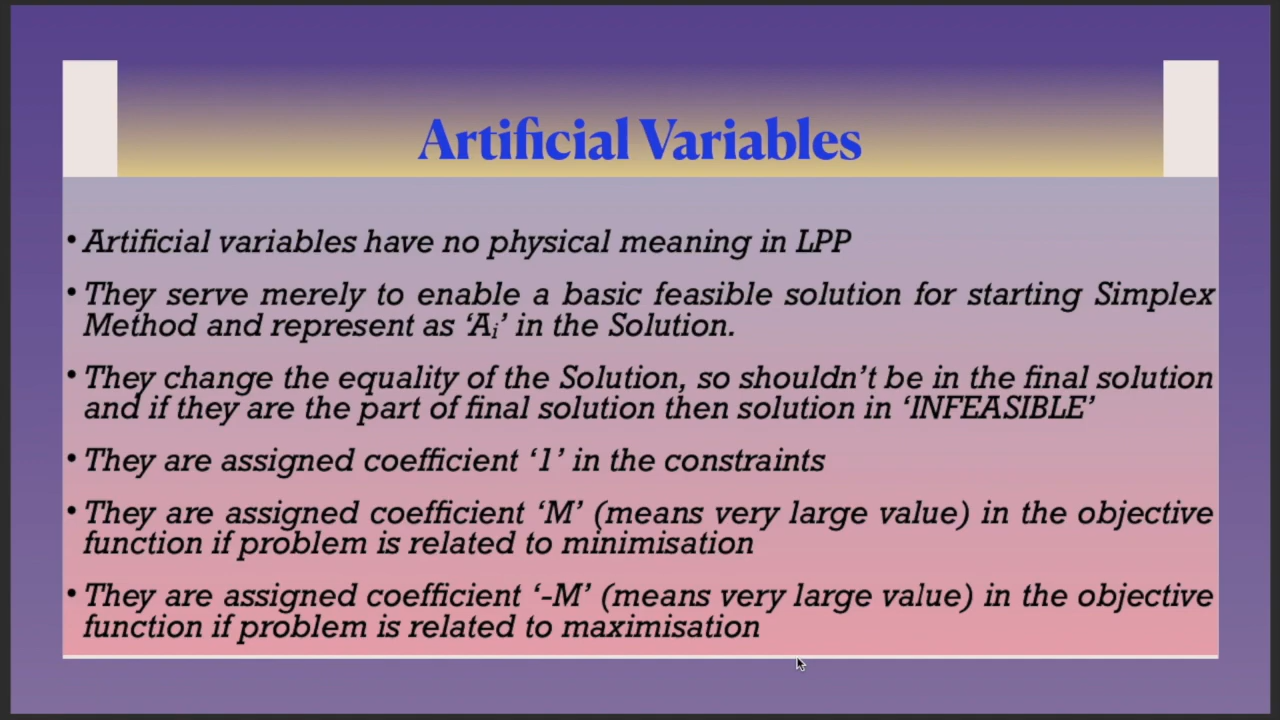 Artificial Variables
• Artificial variables have no physical meaning in LPP
• They serve merely to enable a basic feasible solution for starting Simplex
Method and represent as ‘Aᵢ’ in the Solution.
• They change the equality of the Solution, so shouldn’t be in the final solution
and if they are the part of final solution then solution in ‘INFEASIBLE’
• They are assigned coefficient ‘1’ in the constraints
• They are assigned coefficient ‘M’ (means very large value) in the objective
function if problem is related to minimisation
• They are assigned coefficient ‘-M’ (means very large value) in the objective
function if problem is related to maximisation